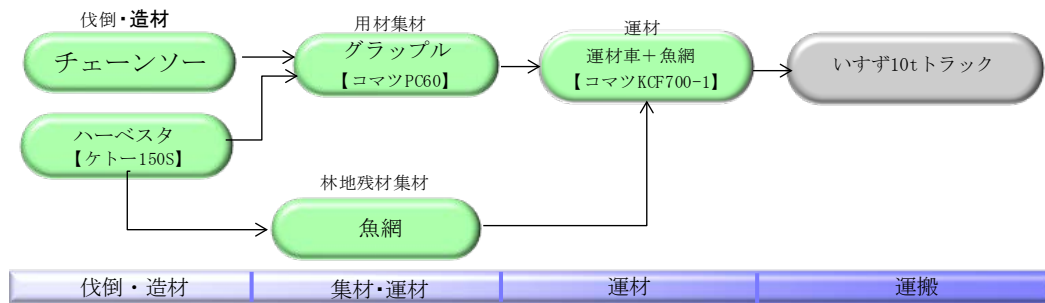 伐倒・造材
チェーンソー
用材集材
グラップル
【コマツPC60】
運材
運材車＋魚網
【コマツKCF700-1】
いすず10tトラック
ハーベスタ
【ケトー150S】
林地残材集材
魚網
伐倒・造材
集材・運材
運材
運搬